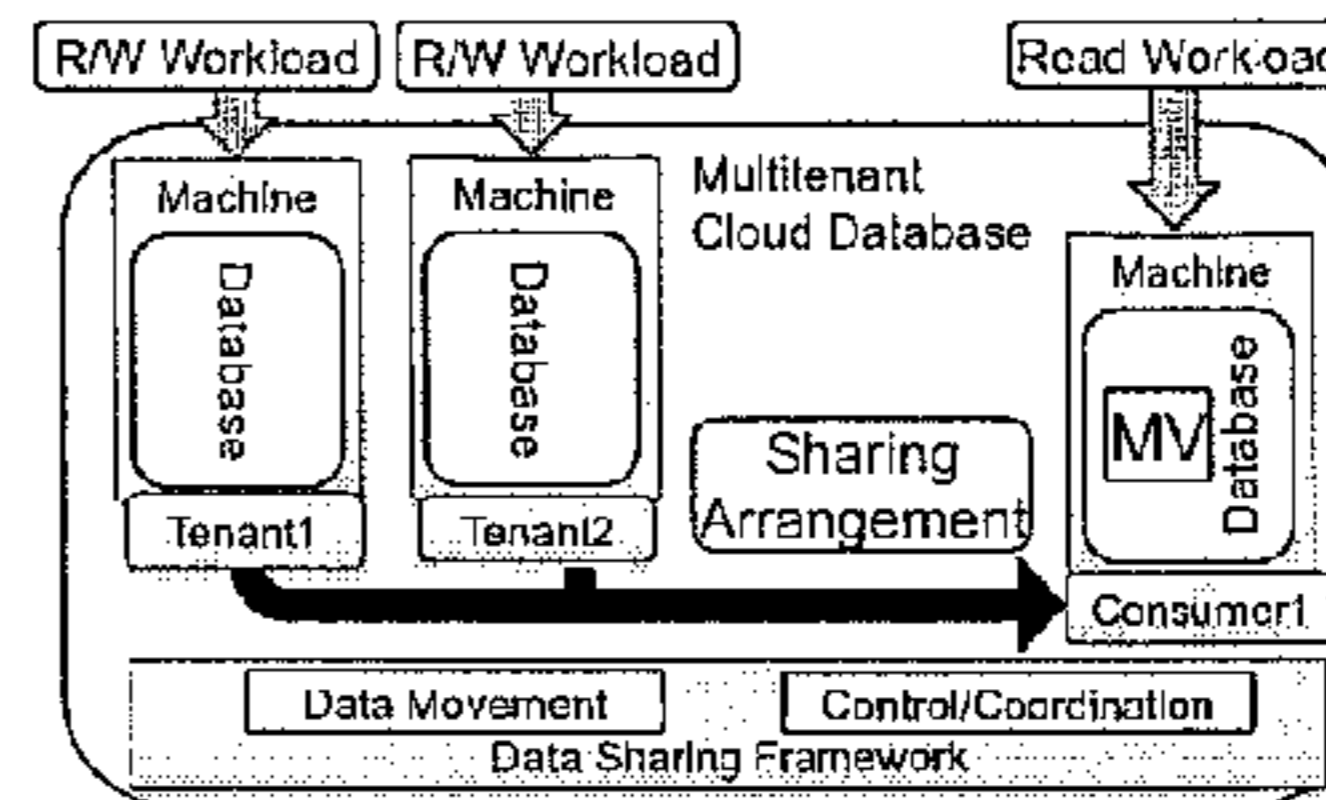 R/W Workload
R/W Workload
Read Workload
Machine
Database
Tenant1
Machine
Database
Tenant2
Multitenant
Cloud Database
Sharing
Arrangement
Machine
MV
Database
Consumer1
Data Movement
Control/Coordination
Data Sharing Framework